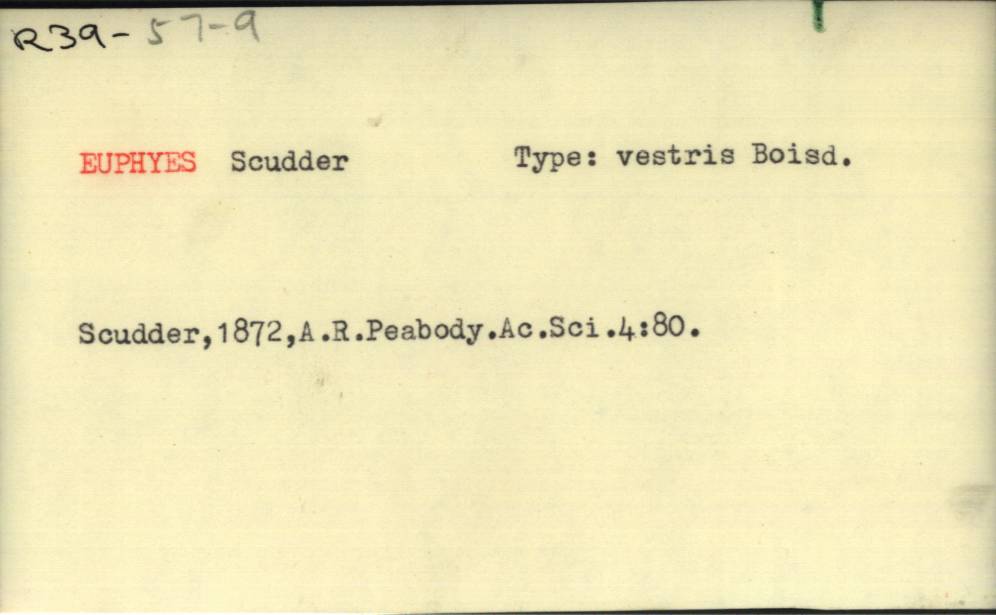 R39-57-9
EUPHYES Scudder Type: vestris Boisd.
Scudder,1872,A.R.Peabody.Ac.Sci.4:80.